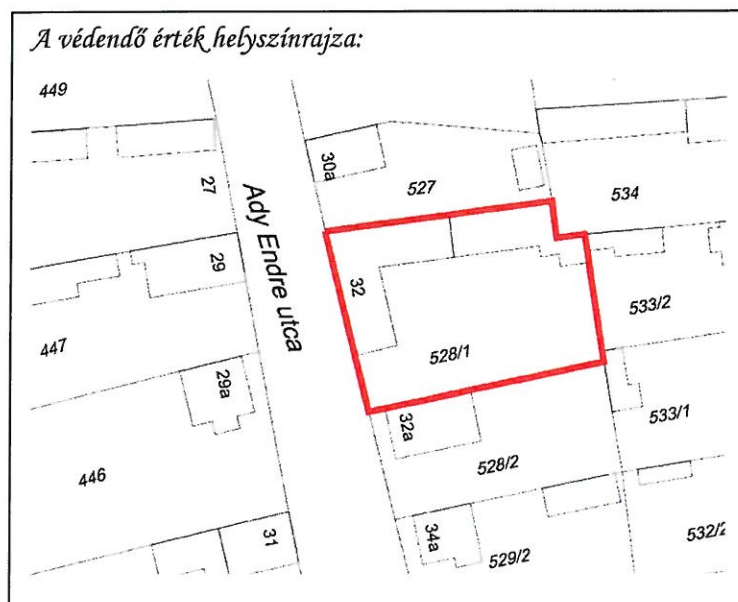 A védendő érték helyszínrajza:
449
27
30a
527
534
Ady Endre utca
29
32
533/2
447
528/1
29a
32a
533/1
446
528/2
31
34a
529/2
532/2